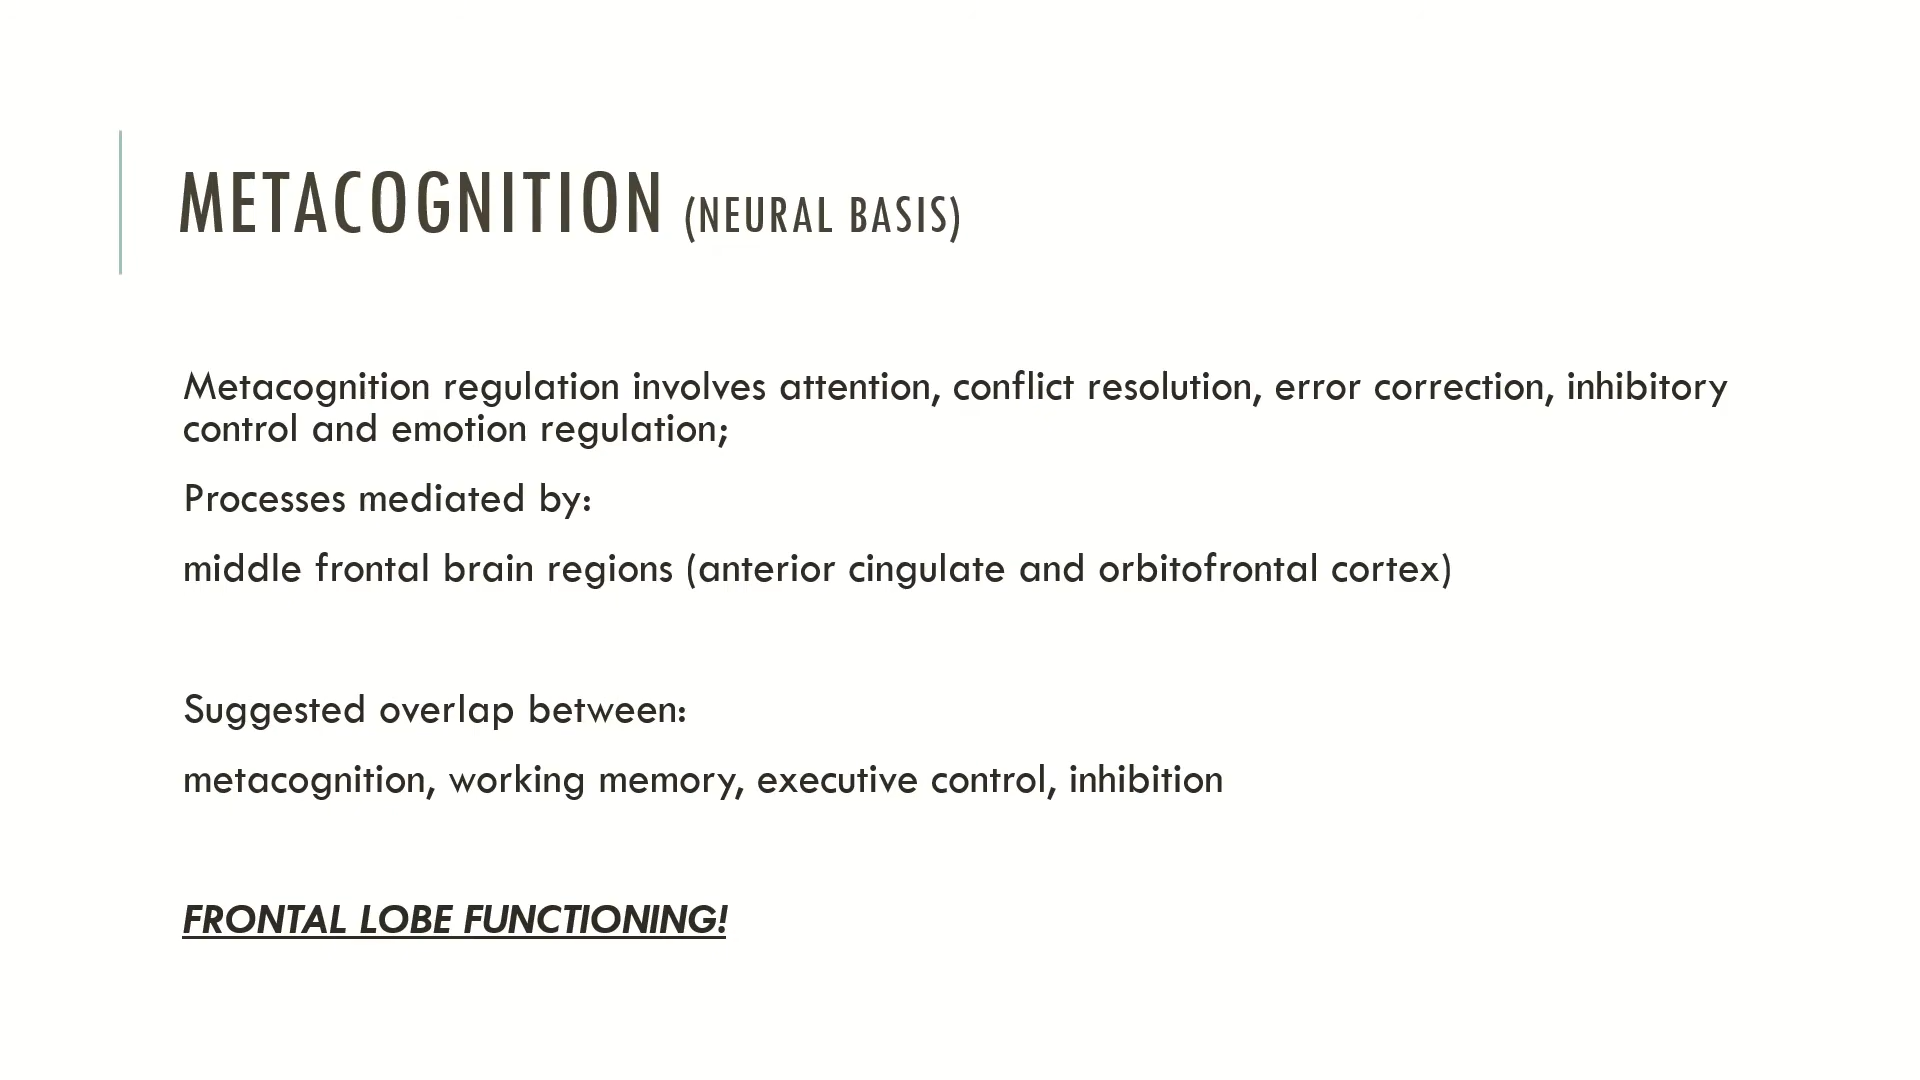 METACOGNITION (NEURAL BASIS)
Metacognition regulation involves attention, conflict resolution, error correction, inhibitory
control and emotion regulation;
Processes mediated by:
middle frontal brain regions (anterior cingulate and orbitofrontal cortex)
Suggested overlap between:
metacognition, working memory, executive control, inhibition
FRONTAL LOBE FUNCTIONING!